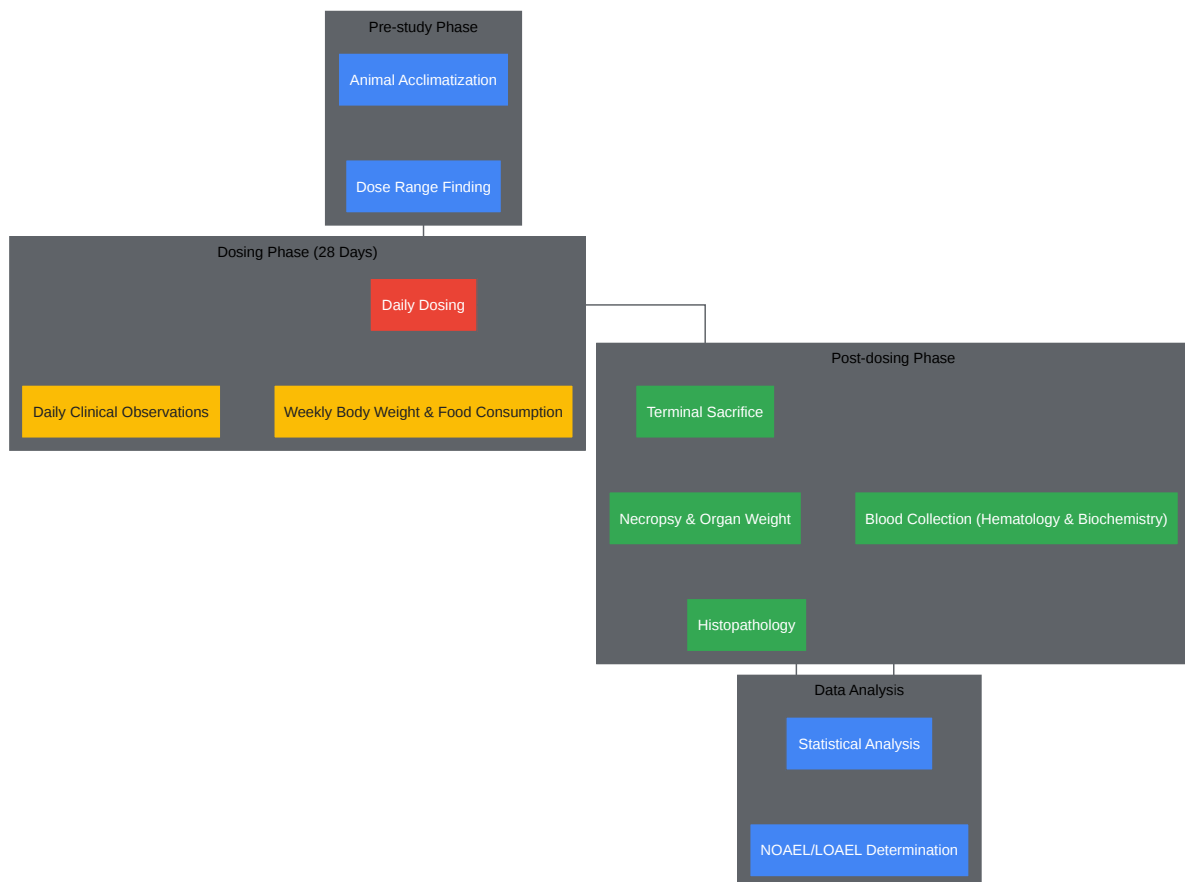 Pre-study Phase
Animal Acclimatization
Dose Range Finding
Dosing Phase (28 Days)
Daily Dosing
Daily Clinical Observations
Weekly Body Weight & Food Consumption
Post-dosing Phase
Terminal Sacrifice
Necropsy & Organ Weight
Blood Collection (Hematology & Biochemistry)
Histopathology
Data Analysis
Statistical Analysis
NOAEL/LOAEL Determination